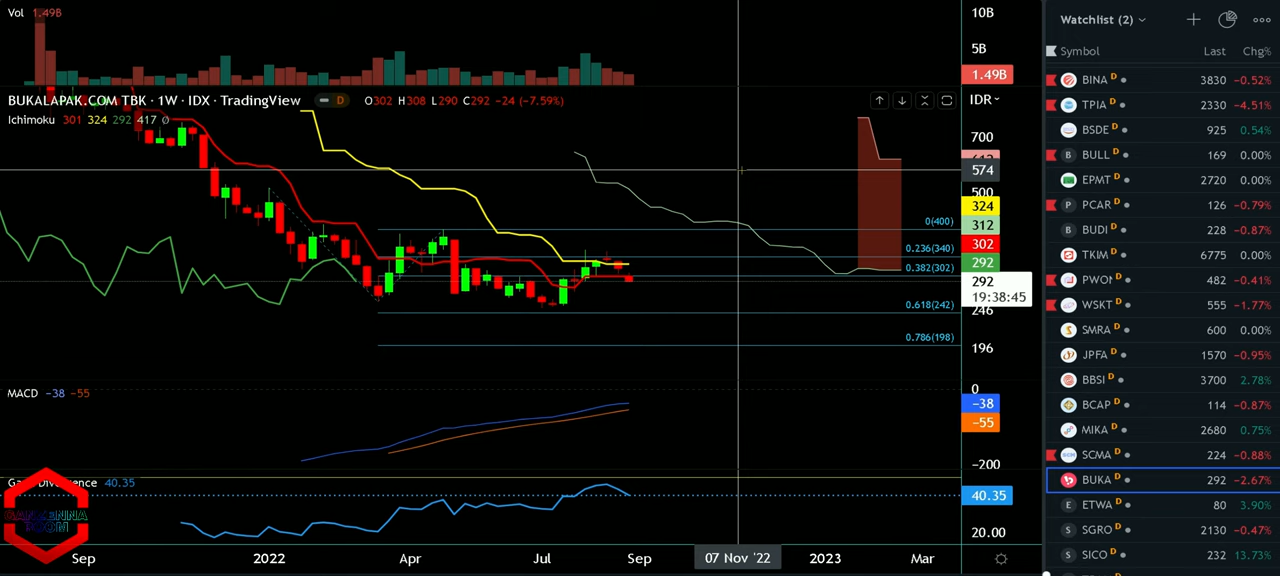 Vol 1.49B
10B
5B
1.49B
BUKALAPAK.COM TBK · 1W · IDX · TradingView D O302 H308 L290 C292 −24 (−7.59%)
IDR
Ichimoku 301 324 292 417 Ø
700
574
500
324
312
302
292
292
19:38:45
246
196
0(400)
0.236(340)
0.382(302)
0.618(242)
0.786(198)
MACD −38 −55
0
−38
−55
−200
40.35
40.35
20.00
Sep
2022
Apr
Jul
Sep
07 Nov '22
2023
Mar
Watchlist (2)
Symbol Last Chg%
BINA D 3830 −0.52%
TPIA D 2330 −4.51%
BSDE D 925 0.54%
B BULL D 169 0.00%
EPMT D 2720 0.00%
P PCAR D 126 −0.79%
B BUDI D 228 −0.87%
TKIM D 6775 0.00%
PWON D 482 −0.41%
WSKT D 555 −1.77%
SMRA D 600 0.00%
JPFA D 1570 −0.95%
BBSI D 3700 2.78%
BCAP D 114 −0.87%
MIKA D 2680 0.75%
SCMA D 224 −0.88%
BUKA D 292 −2.67%
E ETWA D 80 3.90%
S SGRO D 2130 −0.47%
S SICO D 232 13.73%